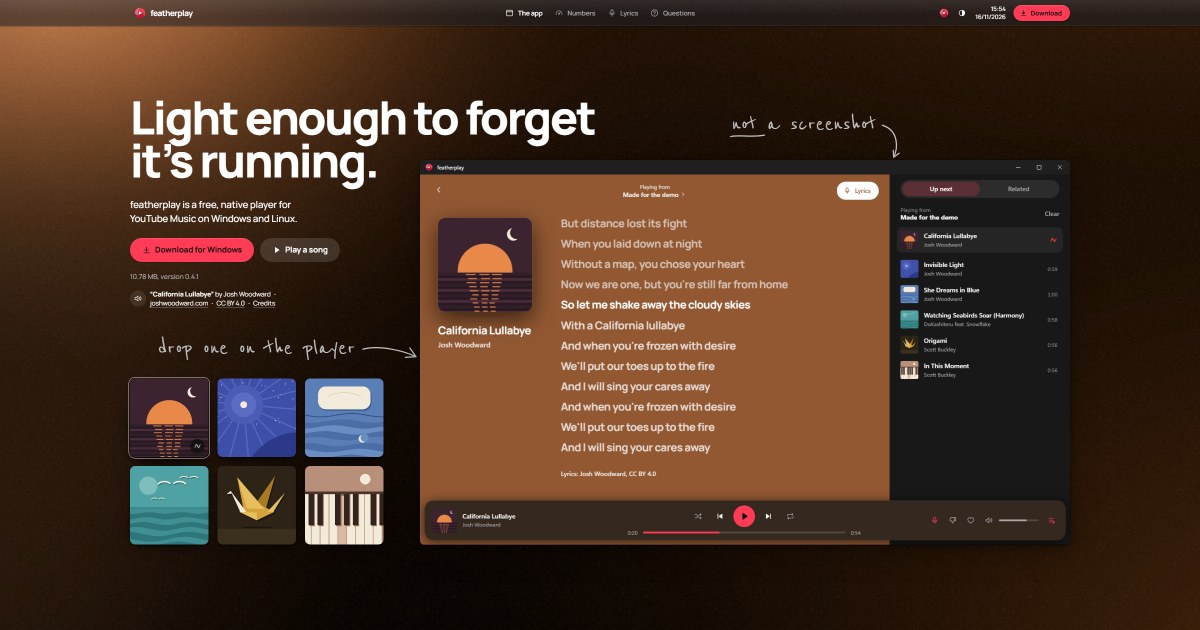 featherplay
The app
Numbers
Lyrics
Questions
15:54
16/11/2026
Download
Light enough to forget
it's running.
not a screenshot
featherplay is a free, native player for
YouTube Music on Windows and Linux.
Download for Windows
Play a song
10.78 MB, version 0.4.1
"California Lullabye" by Josh Woodward ·
joshwoodward.com · CC BY 4.0 · Credits
drop one on the player
featherplay
Playing from
Made for the demo
Lyrics
California Lullabye
Josh Woodward
But distance lost its fight
When you laid down at night
Without a map, you chose your heart
Now we are one, but you're still far from home
So let me shake away the cloudy skies
With a California lullabye
And when you're frozen with desire
We'll put our toes up to the fire
And I will sing your cares away
And when you're frozen with desire
We'll put our toes up to the fire
And I will sing your cares away
Lyrics: Josh Woodward, CC BY 4.0
Up next
Related
Playing from
Made for the demo
Clear
California Lullabye
Josh Woodward
Invisible Light
Josh Woodward
0:59
She Dreams in Blue
Josh Woodward
1:00
Watching Seabirds Soar (Harmony)
DoKashiteru feat. Snowflake
0:58
Origami
Scott Buckley
0:56
In This Moment
Scott Buckley
0:56
California Lullabye
Josh Woodward
0:20
0:54